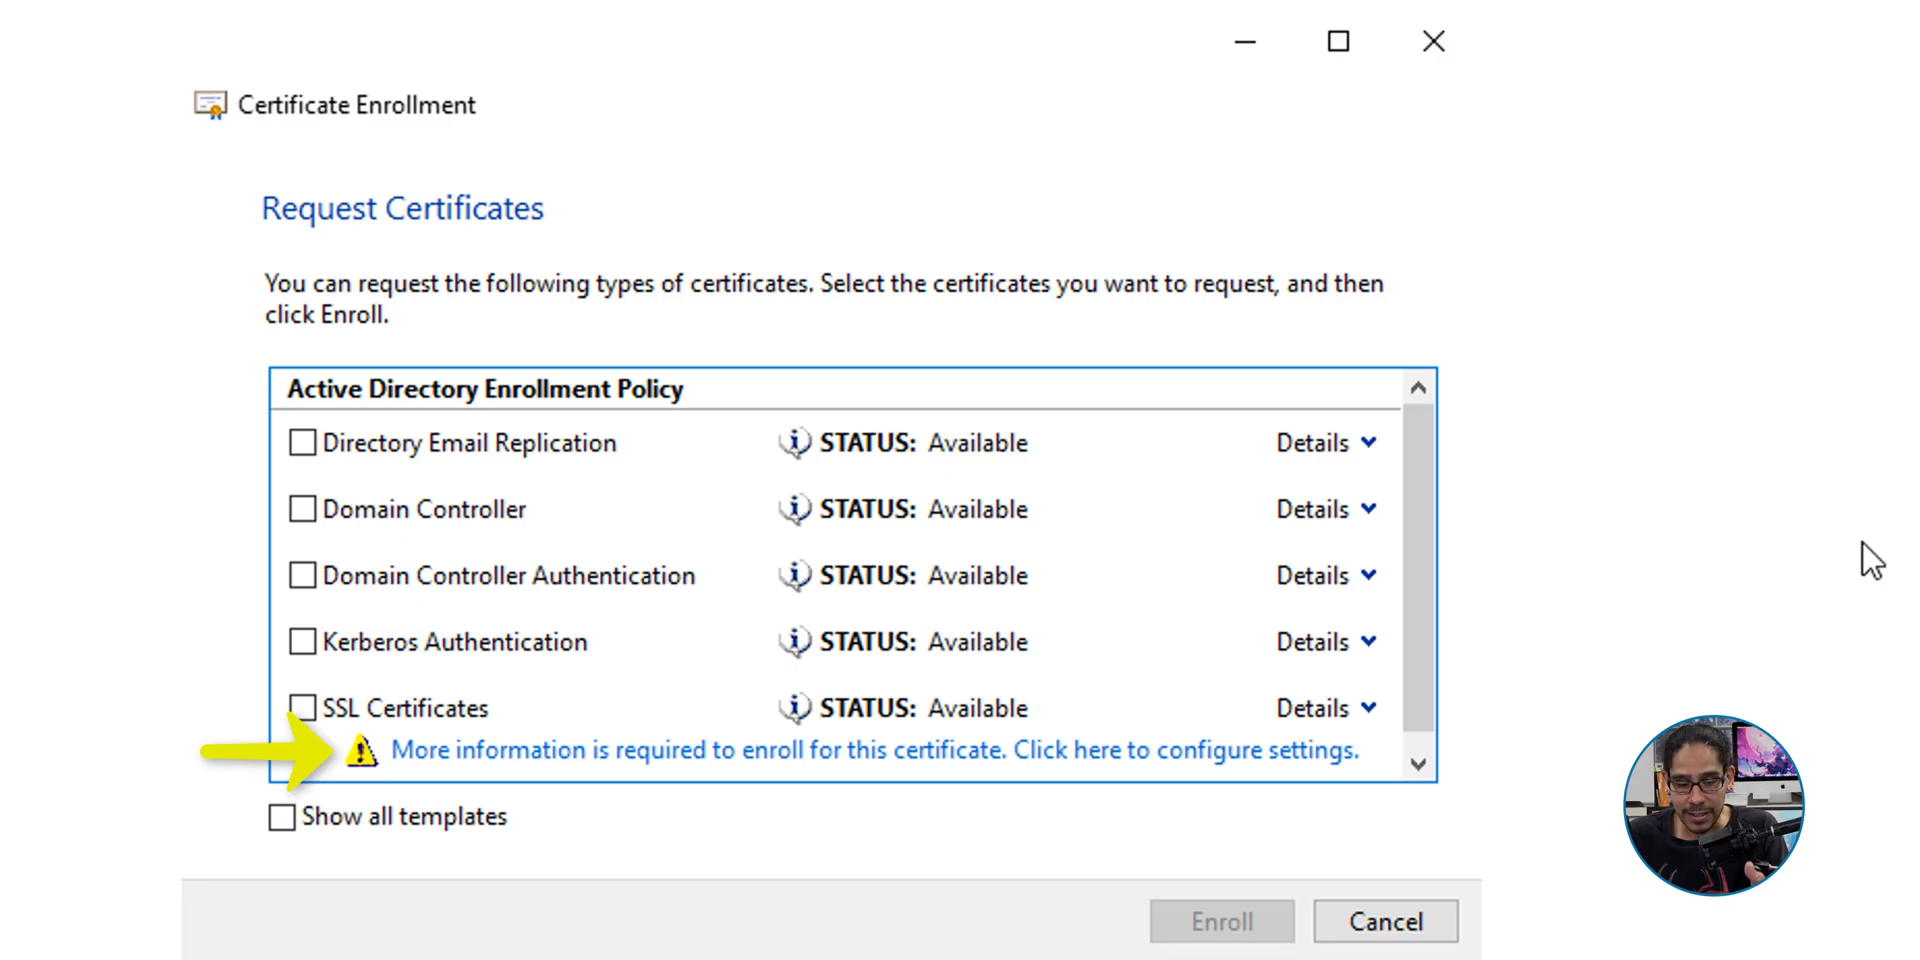 Certificate Enrollment
Request Certificates
You can request the following types of certificates. Select the certificates you want to request, and then
click Enroll.
Active Directory Enrollment Policy
Directory Email Replication STATUS: Available Details
Domain Controller STATUS: Available Details
Domain Controller Authentication STATUS: Available Details
Kerberos Authentication STATUS: Available Details
SSL Certificates STATUS: Available Details
More information is required to enroll for this certificate. Click here to configure settings.
Show all templates
Enroll Cancel